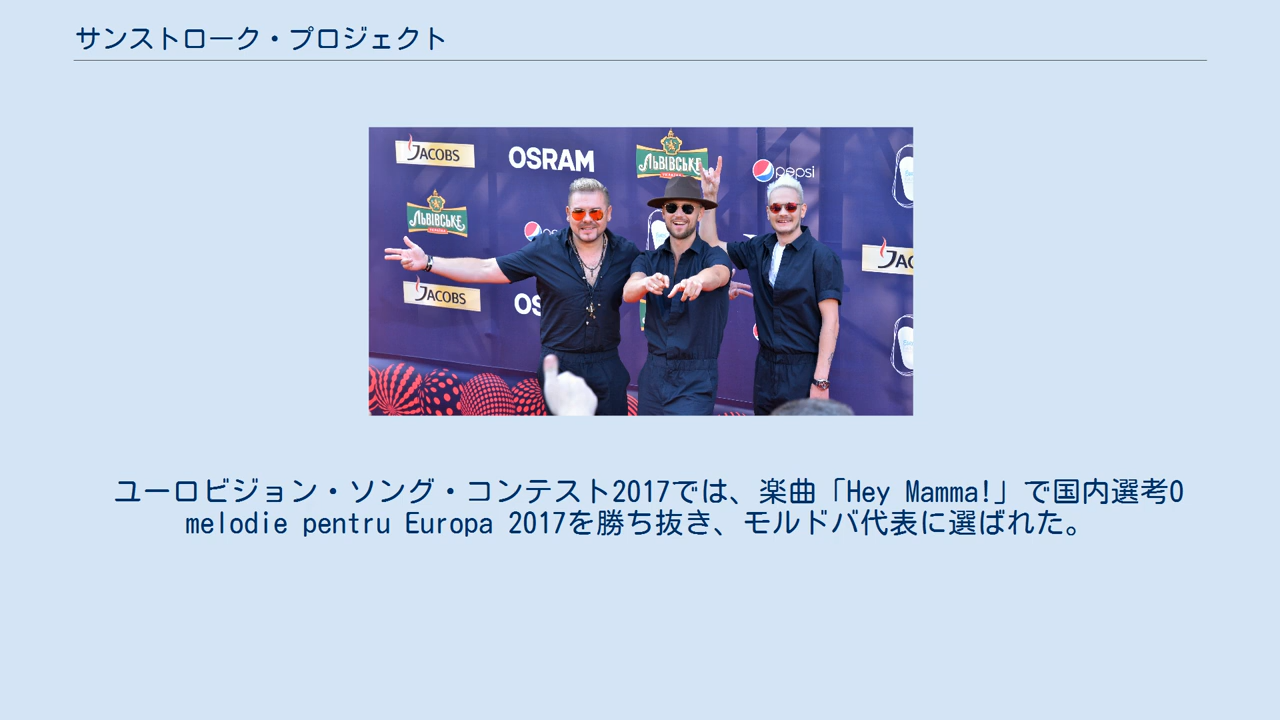 サンストローク・プロジェクト
JACOBS
OSRAM
ЛЬВІВСЬКЕ
pepsi
ЛЬВІВСЬКЕ
JACOBS
ユーロビジョン・ソング・コンテスト2017では、楽曲「Hey Mamma!」で国内選考O
melodie pentru Europa 2017を勝ち抜き、モルドバ代表に選ばれた。